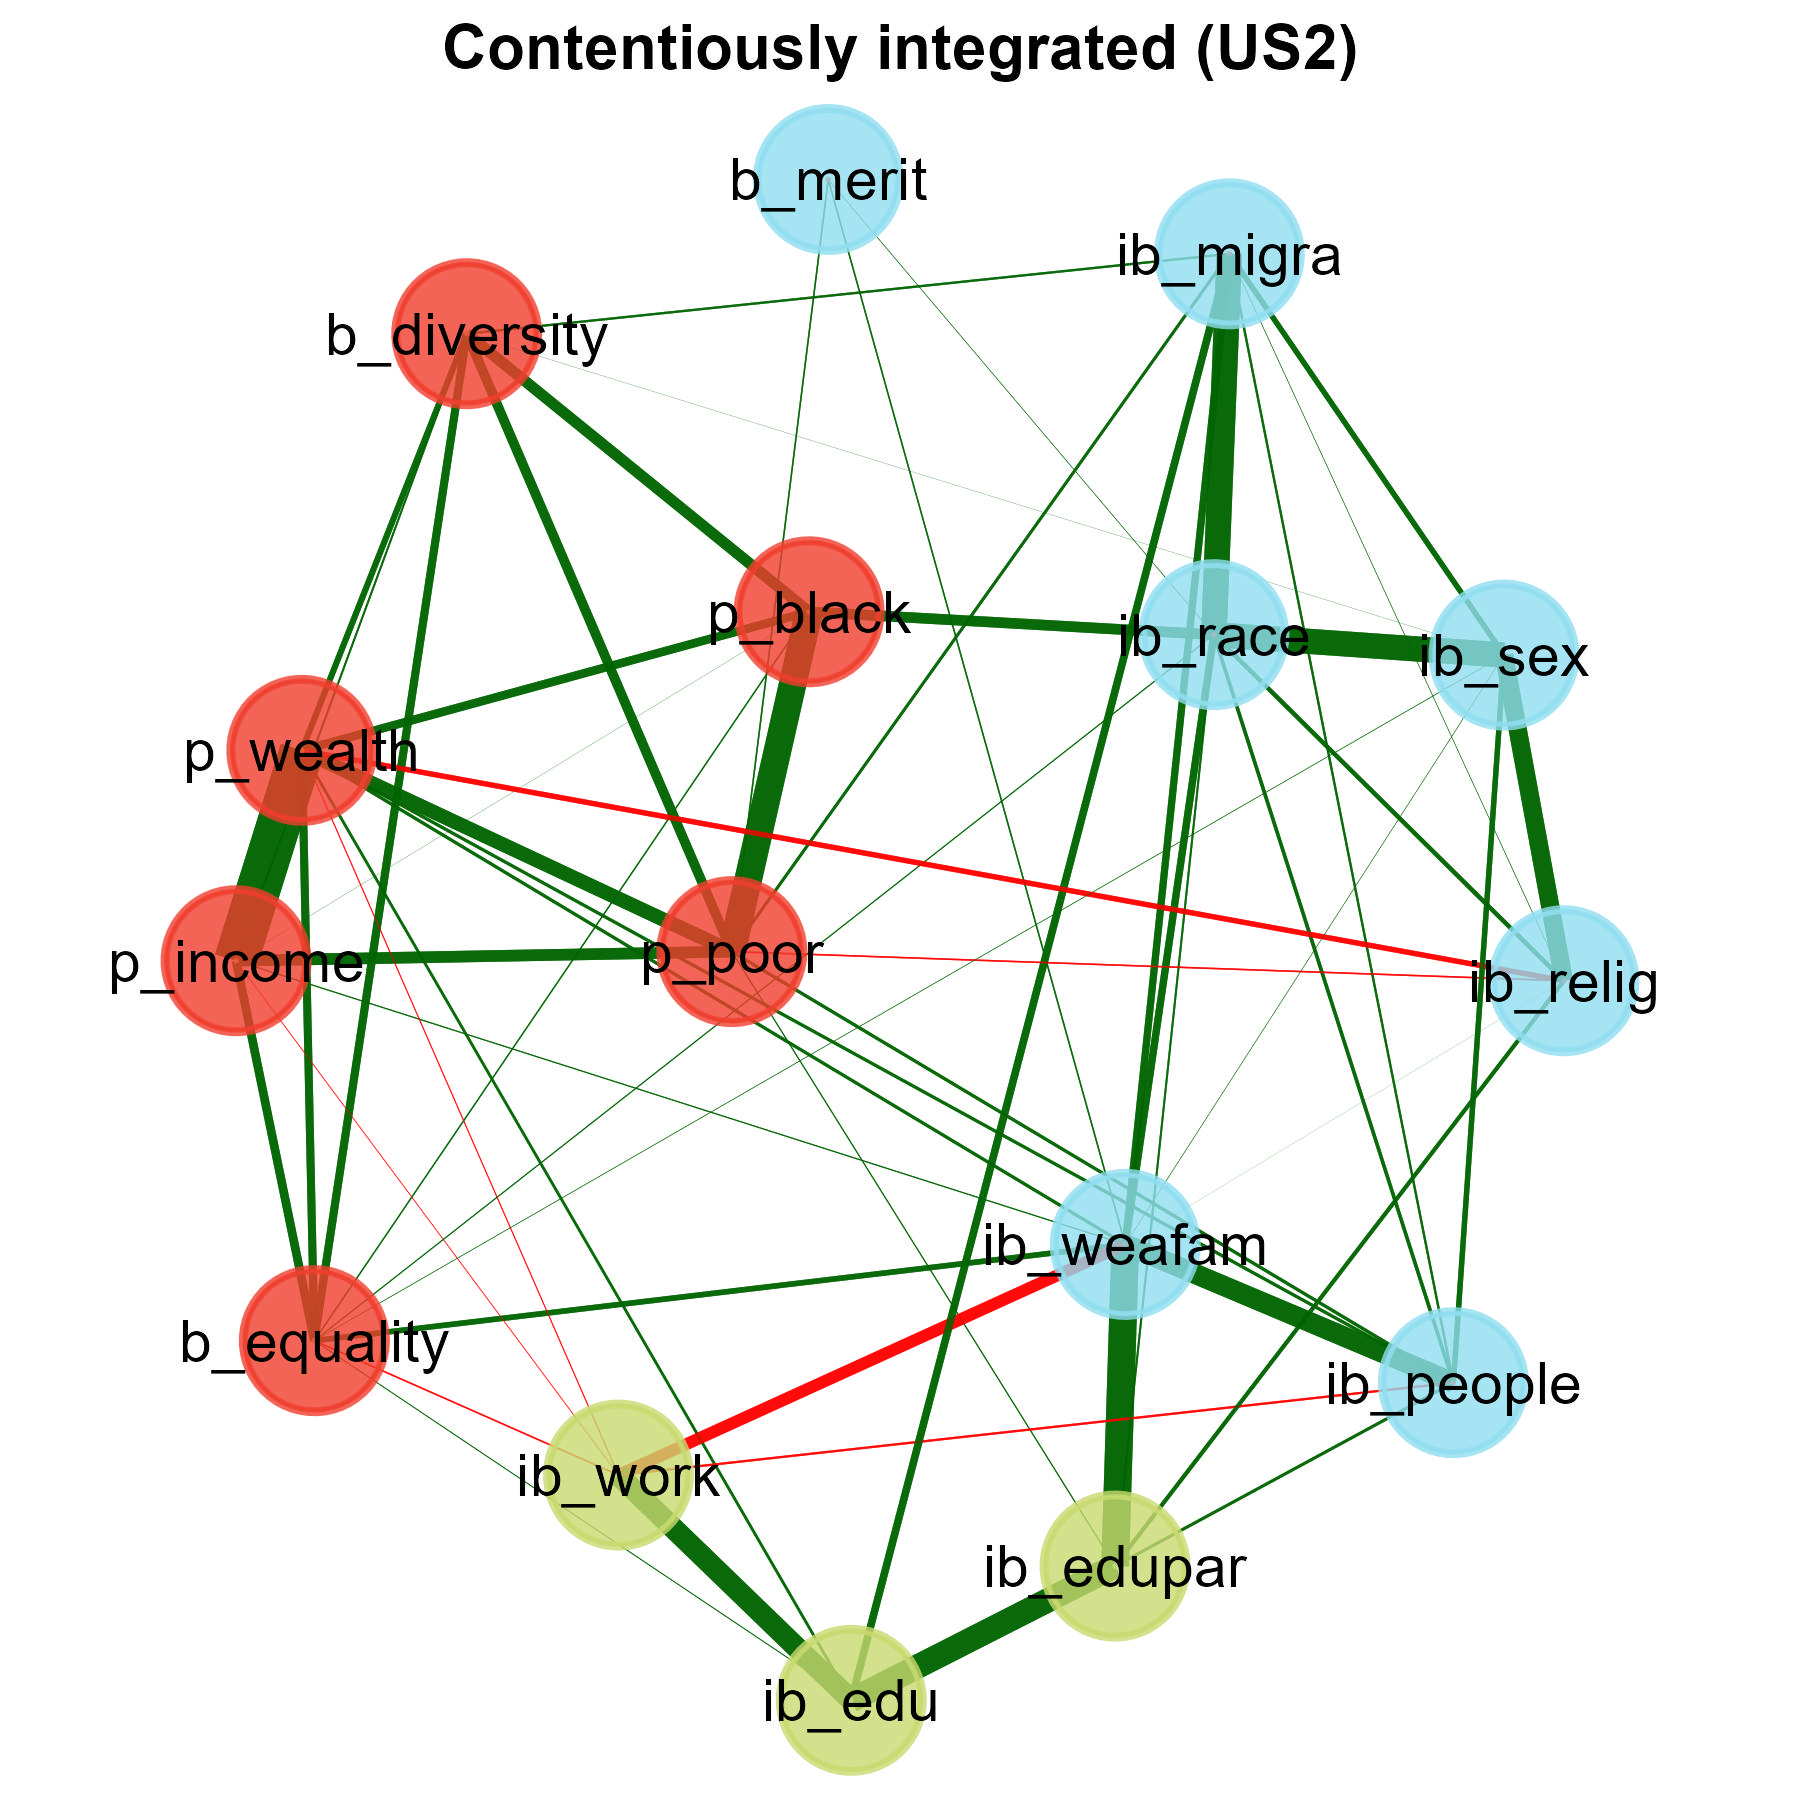 Contentiously integrated (US2)
b_merit
ib_migra
b_diversity
p_black
ib_race
ib_sex
p_wealth
p_income
p_poor
ib_relig
ib_weafam
b_equality
ib_people
ib_work
ib_edupar
ib_edu